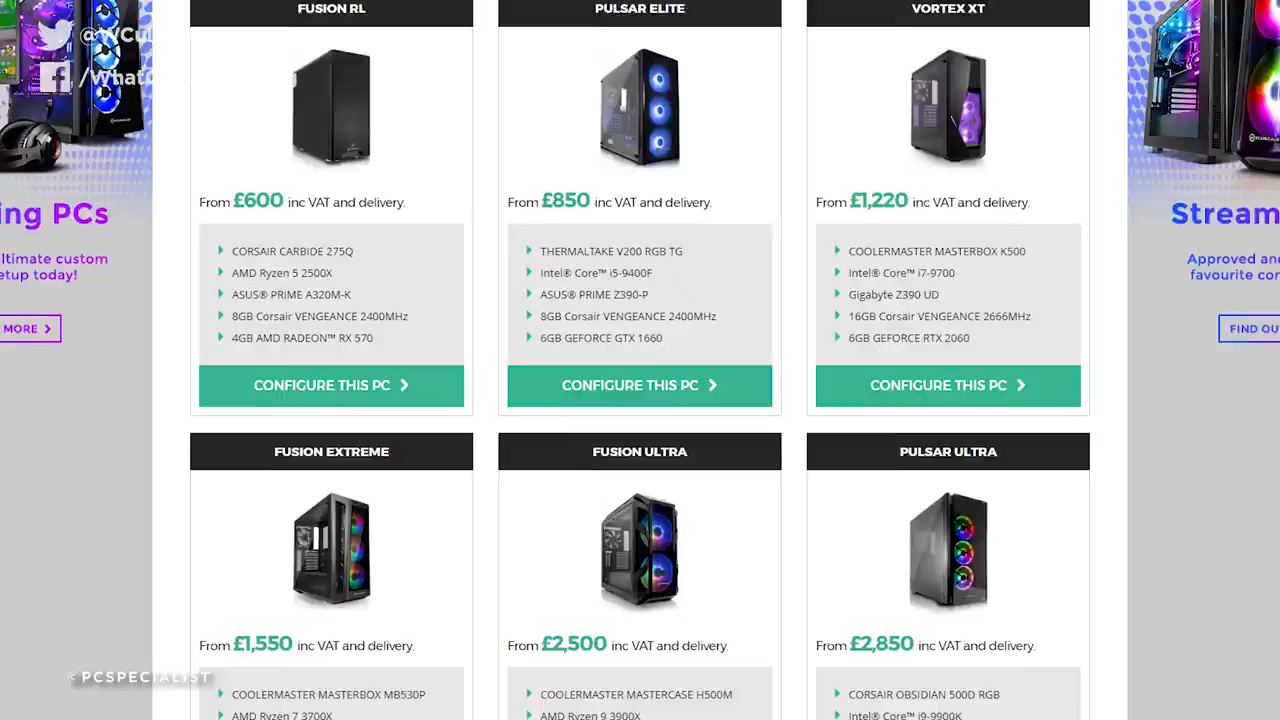 FUSION RL
PULSAR ELITE
VORTEX XT
@WCul
/WhatC
From £600 inc VAT and delivery.
From £850 inc VAT and delivery.
From £1,220 inc VAT and delivery.
ing PCs
ltimate custom
etup today!
MORE
CORSAIR CARBIDE 275Q
AMD Ryzen 5 2500X
ASUS® PRIME A320M-K
8GB Corsair VENGEANCE 2400MHz
4GB AMD RADEON™ RX 570
CONFIGURE THIS PC
THERMALTAKE V200 RGB TG
Intel® Core™ i5-9400F
ASUS® PRIME Z390-P
8GB Corsair VENGEANCE 2400MHz
6GB GEFORCE GTX 1660
CONFIGURE THIS PC
COOLERMASTER MASTERBOX K500
Intel® Core™ i7-9700
Gigabyte Z390 UD
16GB Corsair VENGEANCE 2666MHz
6GB GEFORCE RTX 2060
CONFIGURE THIS PC
Stream
Approved and
favourite con
FIND OU
FUSION EXTREME
FUSION ULTRA
PULSAR ULTRA
From £1,550 inc VAT and delivery.
From £2,500 inc VAT and delivery.
From £2,850 inc VAT and delivery.
© PCSPECIALIST
COOLERMASTER MASTERBOX MB530P
AMD Ryzen 7 3700X
COOLERMASTER MASTERCASE H500M
AMD Ryzen 9 3900X
CORSAIR OBSIDIAN 500D RGB
Intel® Core™ i9-9900K